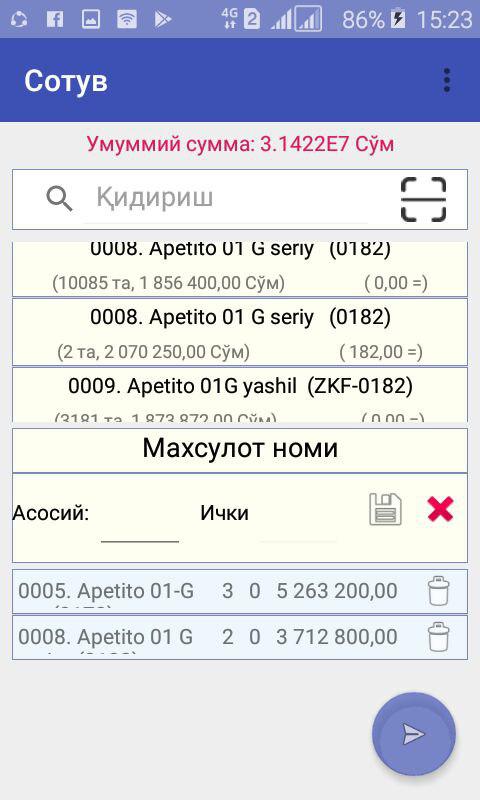 4G 2 86% 15:23
Сотув
Умуммий сумма: 3.1422E7 Сўм
Қидириш
0008. Apetito 01 G seriy (0182)
(10085 та, 1 856 400,00 Сўм) ( 0,00 =)
0008. Apetito 01 G seriy (0182)
(2 та, 2 070 250,00 Сўм) ( 182,00 =)
0009. Apetito 01G yashil (ZKF-0182)
(3181 та, 1 873 872,00 Сўм) ( 0,00 =)
Махсулот номи
Асосий: Ички
0005. Apetito 01-G 3 0 5 263 200,00
0008. Apetito 01 G 2 0 3 712 800,00